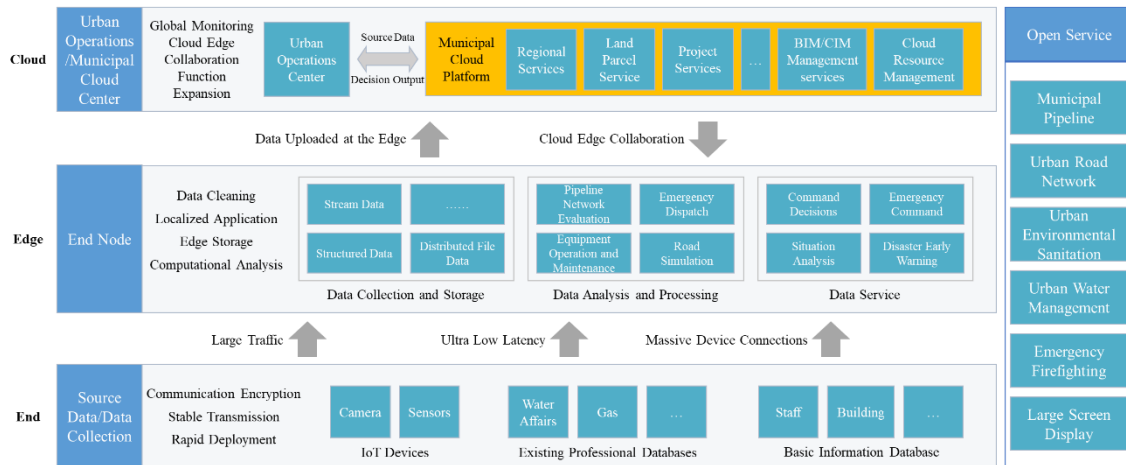 Cloud
Urban
Operations
/Municipal
Cloud
Center
Global Monitoring
Cloud Edge
Collaboration
Function
Expansion
Urban
Operations
Center
Source Data
Decision Output
Municipal
Cloud
Platform
Regional
Services
Land
Parcel
Service
Project
Services
...
BIM/CIM
Management
services
Cloud
Resource
Management
Data Uploaded at the Edge
Cloud Edge Collaboration
Edge
End Node
Data Cleaning
Localized Application
Edge Storage
Computational Analysis
Stream Data
……
Structured Data
Distributed File
Data
Data Collection and Storage
Pipeline
Network
Evaluation
Emergency
Dispatch
Equipment
Operation and
Maintenance
Road
Simulation
Data Analysis and Processing
Command
Decisions
Emergency
Command
Situation
Analysis
Disaster Early
Warning
Data Service
Large Traffic
Ultra Low Latency
Massive Device Connections
End
Source
Data/Data
Collection
Communication Encryption
Stable Transmission
Rapid Deployment
Camera
Sensors
IoT Devices
Water
Affairs
Gas
...
Existing Professional Databases
Staff
Building
...
Basic Information Database
Open Service
Municipal
Pipeline
Urban Road
Network
Urban
Environmental
Sanitation
Urban Water
Management
Emergency
Firefighting
Large Screen
Display